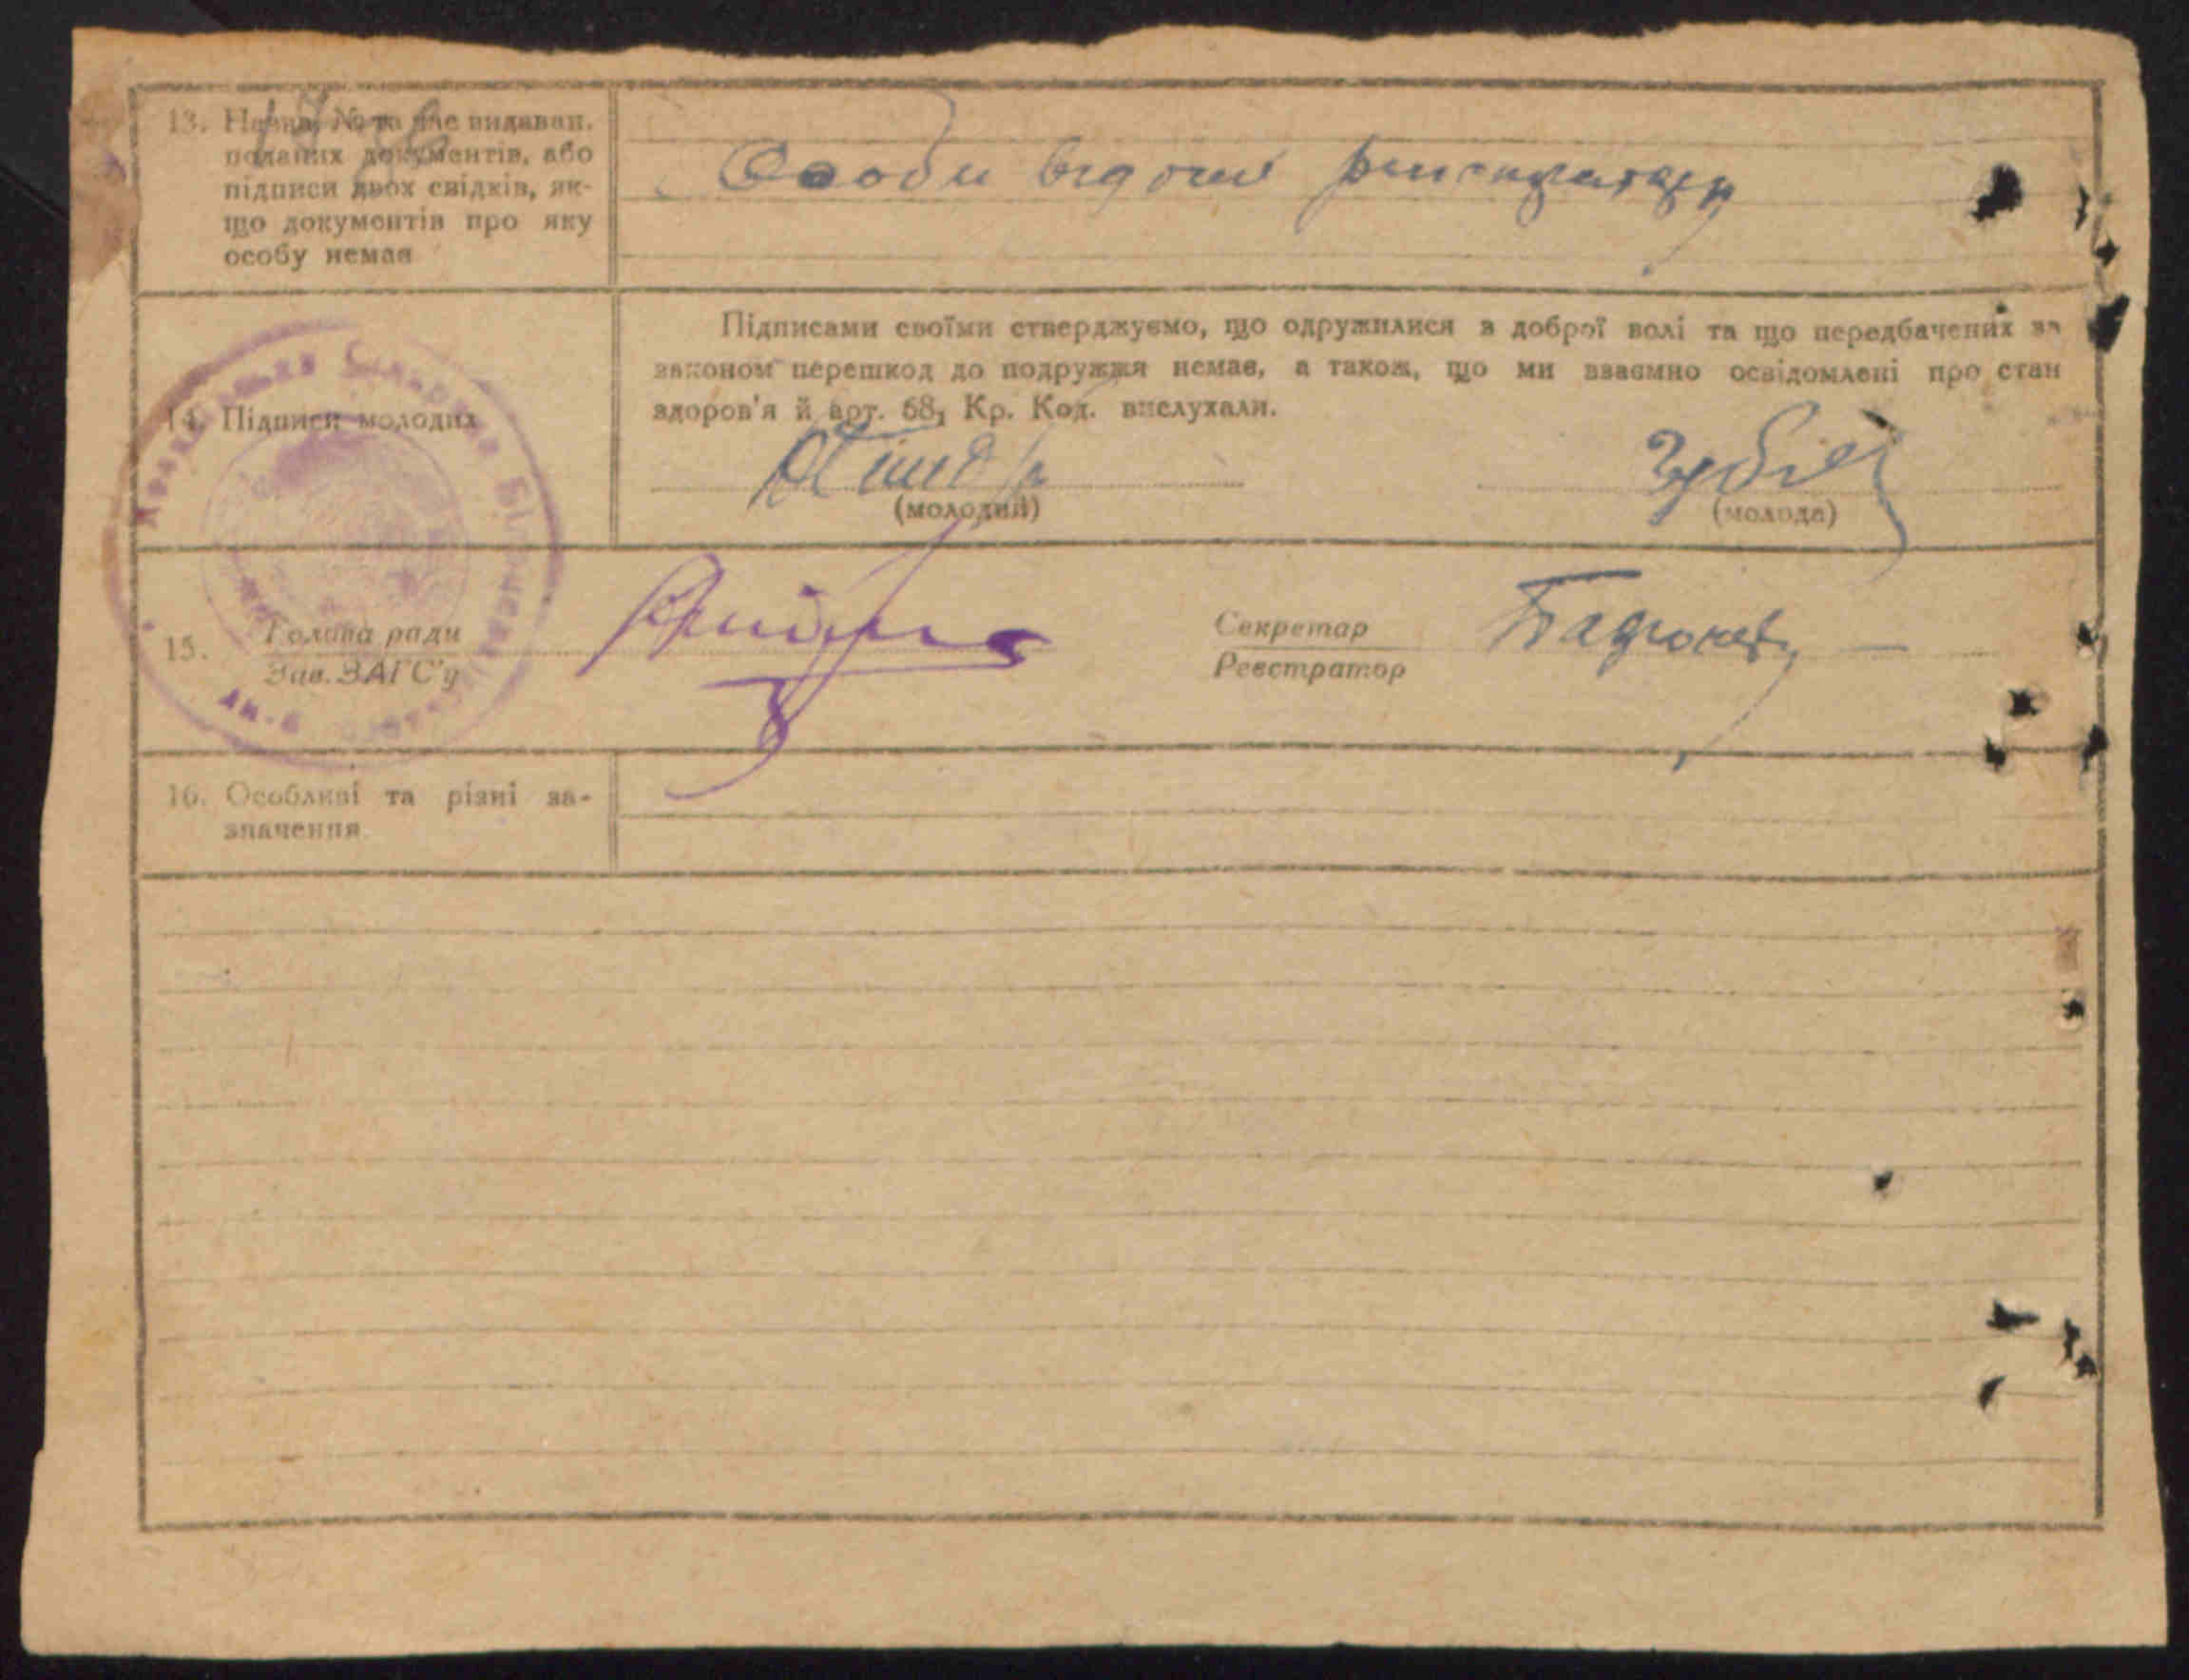 13. Назва, № та ким видаван.
поданих документів, або
підписи двох свідків, як-
що документів про яку
особу немає
Особи відомі
14. Підписи молодих
Підписами своїми стверджуємо, що одружилися з доброї волі та що передбачених за
законом перешкод до подружжя немає, а також, що ми взаємно освідомлені про стан
здоров'я й арт. 68, Кр. Код. вислухали.
(молодий)
(молода)
15. Голова ради
Зав. ЗАГС'у
Секретар
Реєстратор
16. Особливі та різні за-
значення